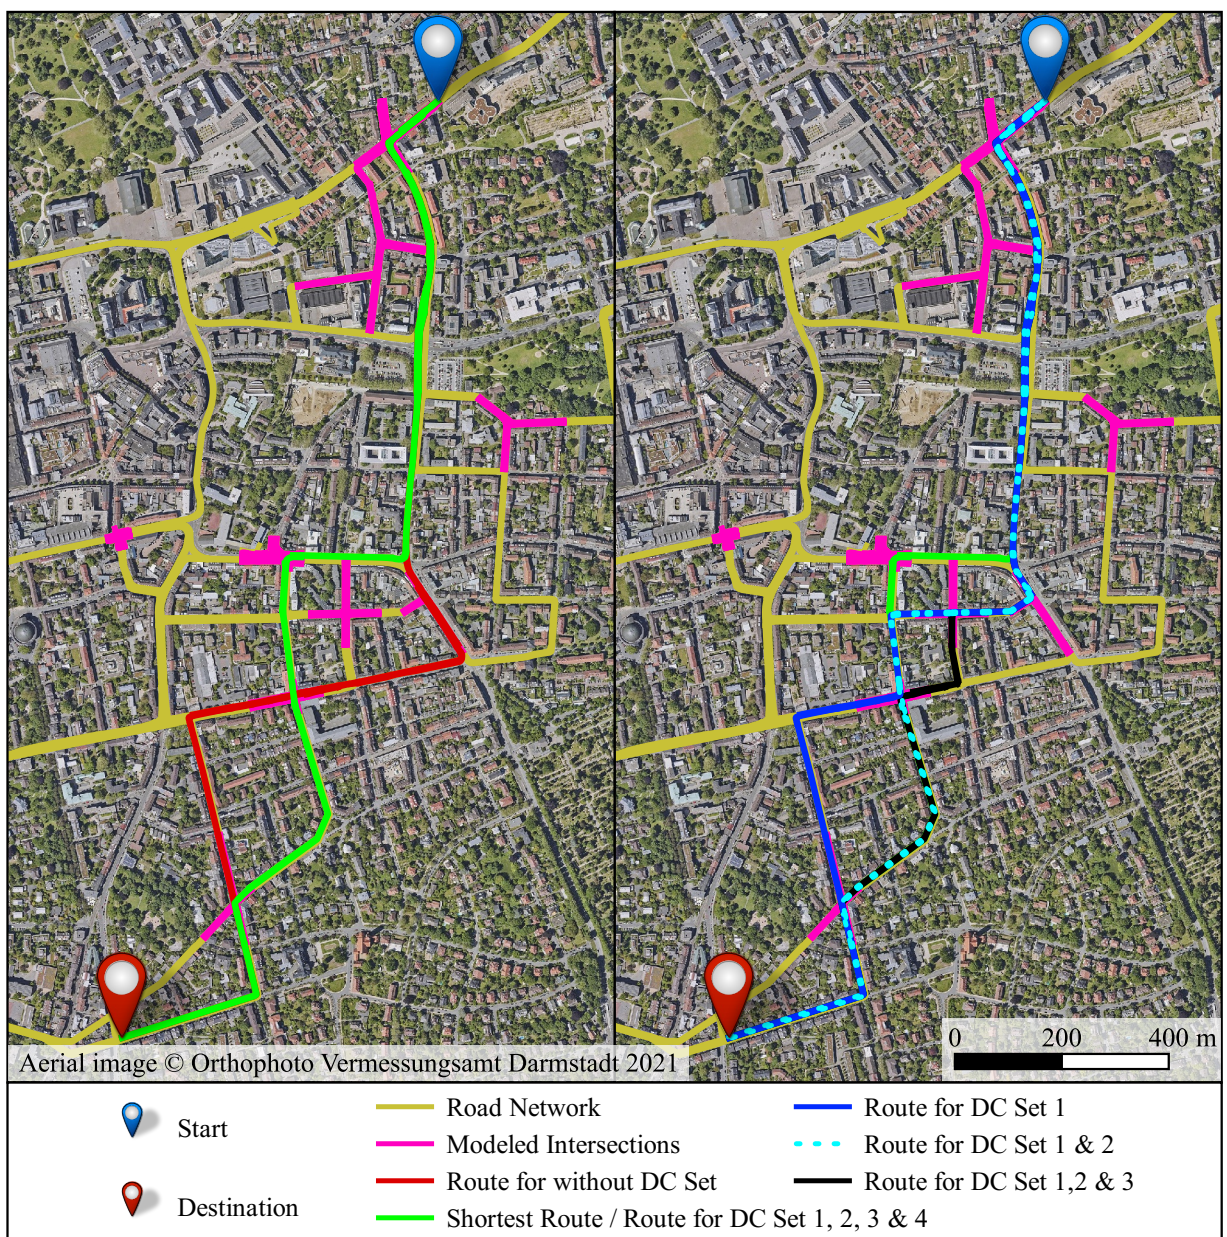 Aerial image © Orthophoto Vermessungsamt Darmstadt 2021
0 200 400 m
Start
Destination
Road Network
Modeled Intersections
Route for without DC Set
Shortest Route / Route for DC Set 1, 2, 3 & 4
Route for DC Set 1
Route for DC Set 1 & 2
Route for DC Set 1,2 & 3